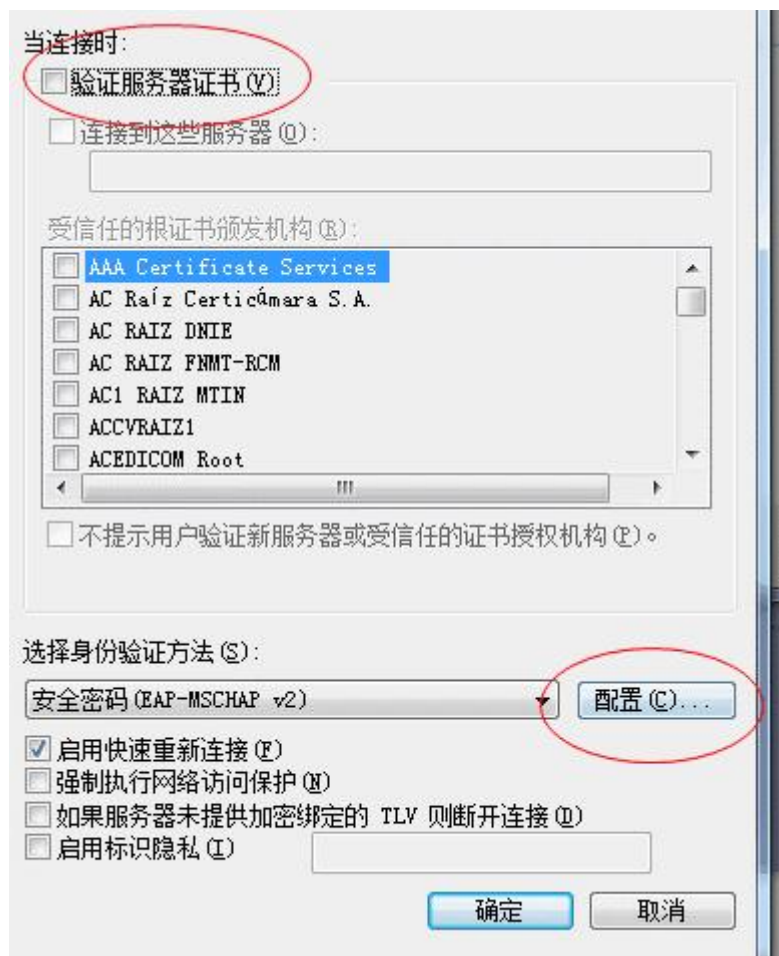 当连接时:
验证服务器证书(V)
连接到这些服务器(O):
受信任的根证书颁发机构(R):
AAA Certificate Services
AC Raíz Certicámara S.A.
AC RAIZ DNIE
AC RAIZ FNMT-RCM
AC1 RAIZ MTIN
ACCVRAIZ1
ACEDICOM Root
不提示用户验证新服务器或受信任的证书授权机构(P)。
选择身份验证方法(S):
安全密码(EAP-MSCHAP v2)
配置(C)...
启用快速重新连接(F)
强制执行网络访问保护(N)
如果服务器未提供加密绑定的 TLV 则断开连接(D)
启用标识隐私(I)
确定
取消